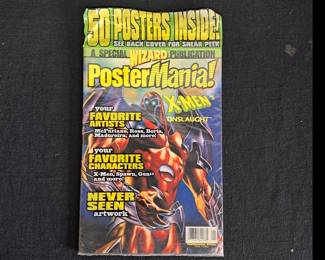 50 POSTERS INSIDE!
SEE BACK COVER FOR SNEAK PEEK
A SPECIAL WIZARD PUBLICATION
PosterMania!
X-MEN
ONSLAUGHT
your
FAVORITE
ARTISTS
McFarlane, Ross, Boris,
Madureira, and more!
your
FAVORITE
CHARACTERS
X-Men, Spawn, Gen13
and more!
NEVER
SEEN
artwork